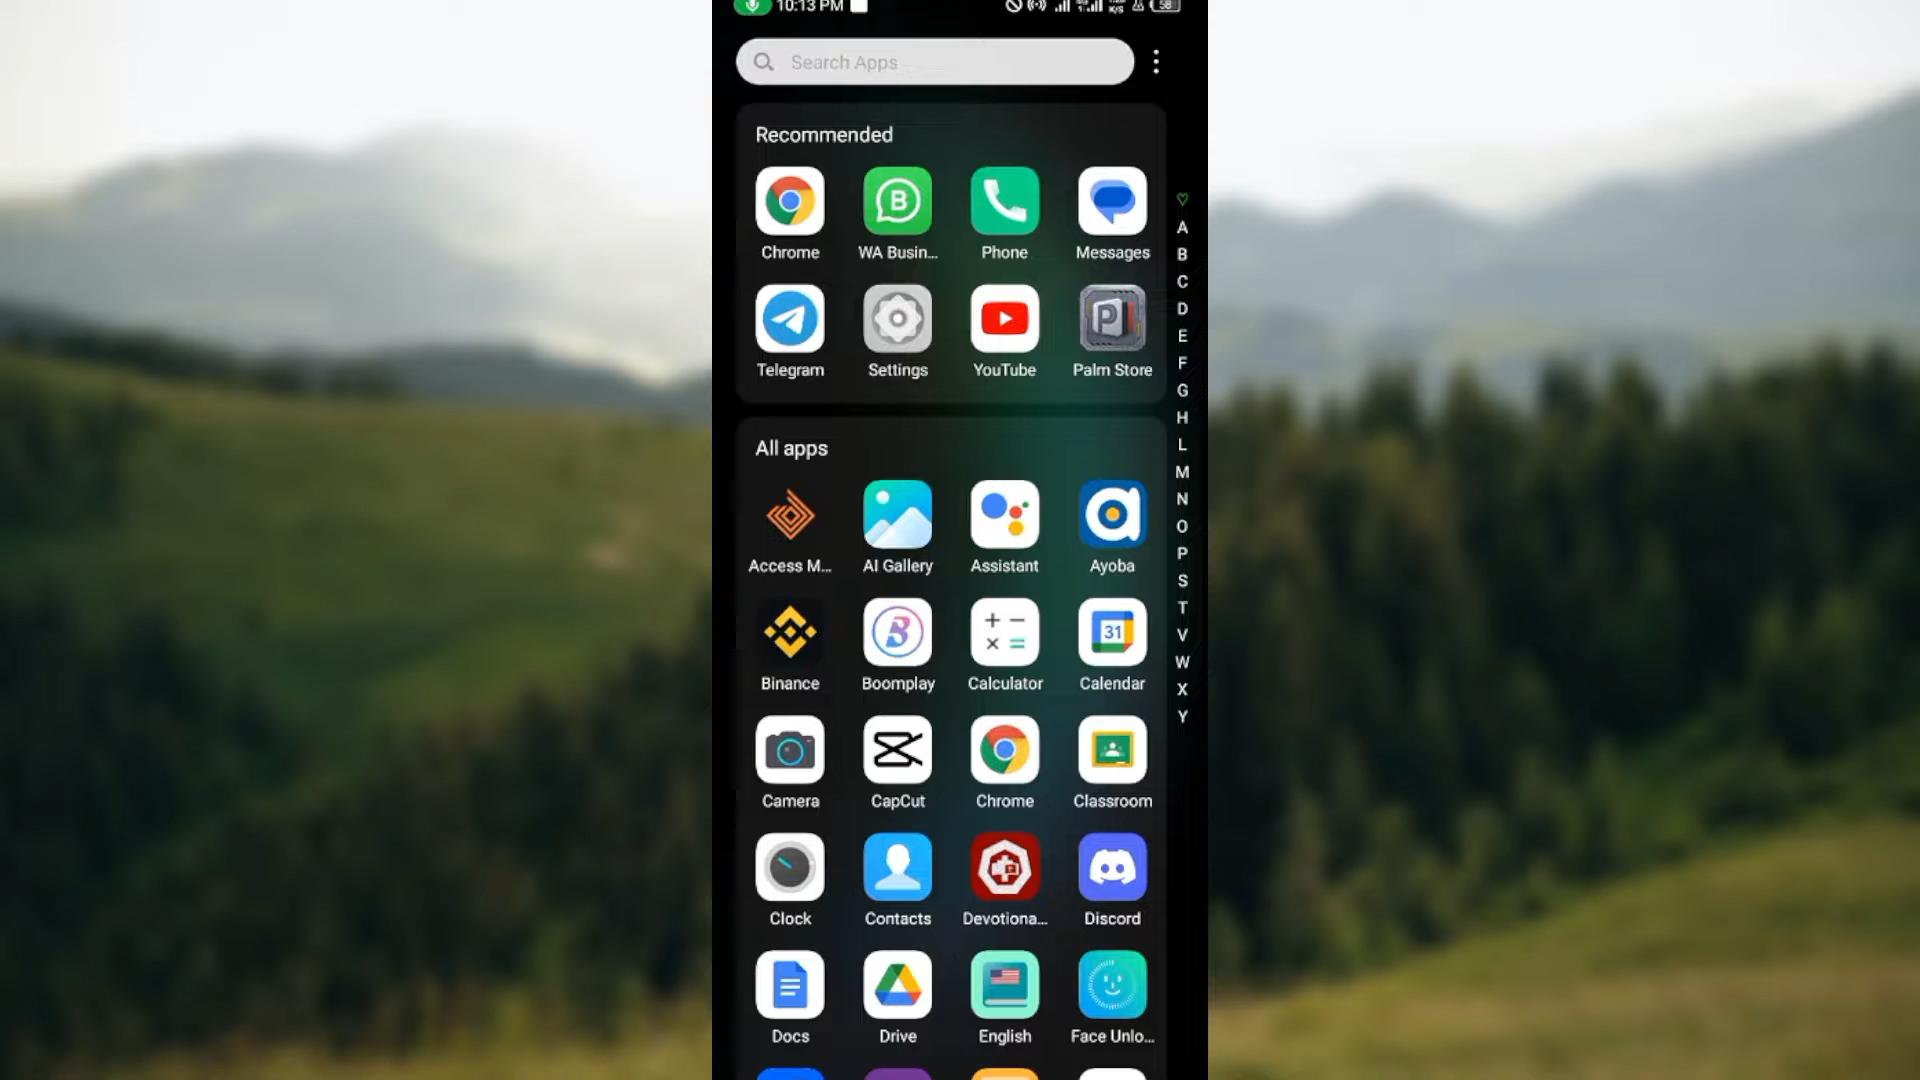 10:13 PM 58
K/S
Search Apps
Recommended
Chrome WA Busin... Phone Messages
Telegram Settings YouTube Palm Store
All apps
Access M... AI Gallery Assistant Ayoba
31
Binance Boomplay Calculator Calendar
Camera CapCut Chrome Classroom
Clock Contacts Devotiona... Discord
Docs Drive English Face Unlo...
A
B
C
D
E
F
G
H
L
M
N
O
P
S
T
V
W
X
Y